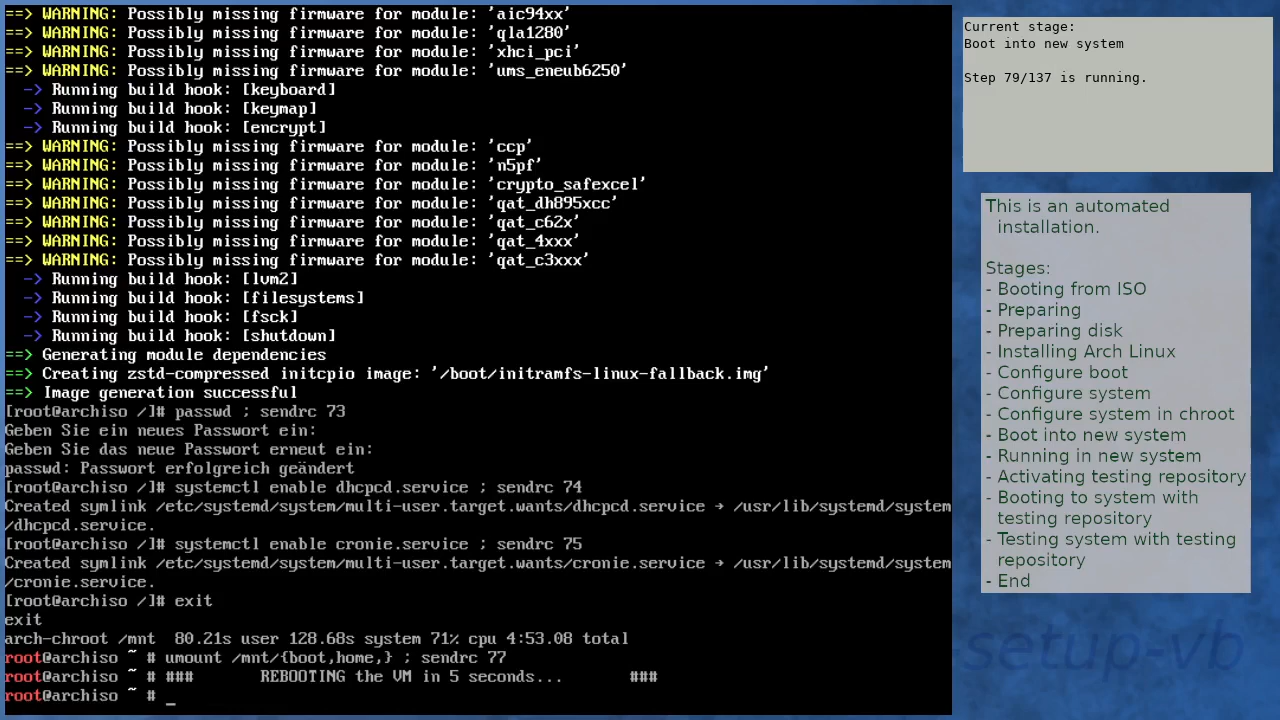 ==> WARNING: Possibly missing firmware for module: 'aic94xx'
==> WARNING: Possibly missing firmware for module: 'qla1280'
==> WARNING: Possibly missing firmware for module: 'xhci_pci'
==> WARNING: Possibly missing firmware for module: 'ums_eneub6250'
-> Running build hook: [keyboard]
-> Running build hook: [keymap]
-> Running build hook: [encrypt]
==> WARNING: Possibly missing firmware for module: 'ccp'
==> WARNING: Possibly missing firmware for module: 'n5pf'
==> WARNING: Possibly missing firmware for module: 'crypto_safexcel'
==> WARNING: Possibly missing firmware for module: 'qat_dh895xcc'
==> WARNING: Possibly missing firmware for module: 'qat_c62x'
==> WARNING: Possibly missing firmware for module: 'qat_4xxx'
==> WARNING: Possibly missing firmware for module: 'qat_c3xxx'
-> Running build hook: [lvm2]
-> Running build hook: [filesystems]
-> Running build hook: [fsck]
-> Running build hook: [shutdown]
==> Generating module dependencies
==> Creating zstd-compressed initcpio image: '/boot/initramfs-linux-fallback.img'
==> Image generation successful
[root@archiso /]# passwd ; sendrc 73
Geben Sie ein neues Passwort ein:
Geben Sie das neue Passwort erneut ein:
passwd: Passwort erfolgreich geändert
[root@archiso /]# systemctl enable dhcpcd.service ; sendrc 74
Created symlink /etc/systemd/system/multi-user.target.wants/dhcpcd.service → /usr/lib/systemd/system
/dhcpcd.service.
[root@archiso /]# systemctl enable cronie.service ; sendrc 75
Created symlink /etc/systemd/system/multi-user.target.wants/cronie.service → /usr/lib/systemd/system
/cronie.service.
[root@archiso /]# exit
exit
arch-chroot /mnt  80.21s user 128.68s system 71% cpu 4:53.08 total
root@archiso ~ # umount /mnt/{boot,home,} ; sendrc 77
root@archiso ~ # ###       REBOOTING the VM in 5 seconds...       ###
root@archiso ~ # _
Current stage:
Boot into new system
Step 79/137 is running.
This is an automated
installation.
Stages:
- Booting from ISO
- Preparing
- Preparing disk
- Installing Arch Linux
- Configure boot
- Configure system
- Configure system in chroot
- Boot into new system
- Running in new system
- Activating testing repository
- Booting to system with
testing repository
- Testing system with testing
repository
- End
setup-vb